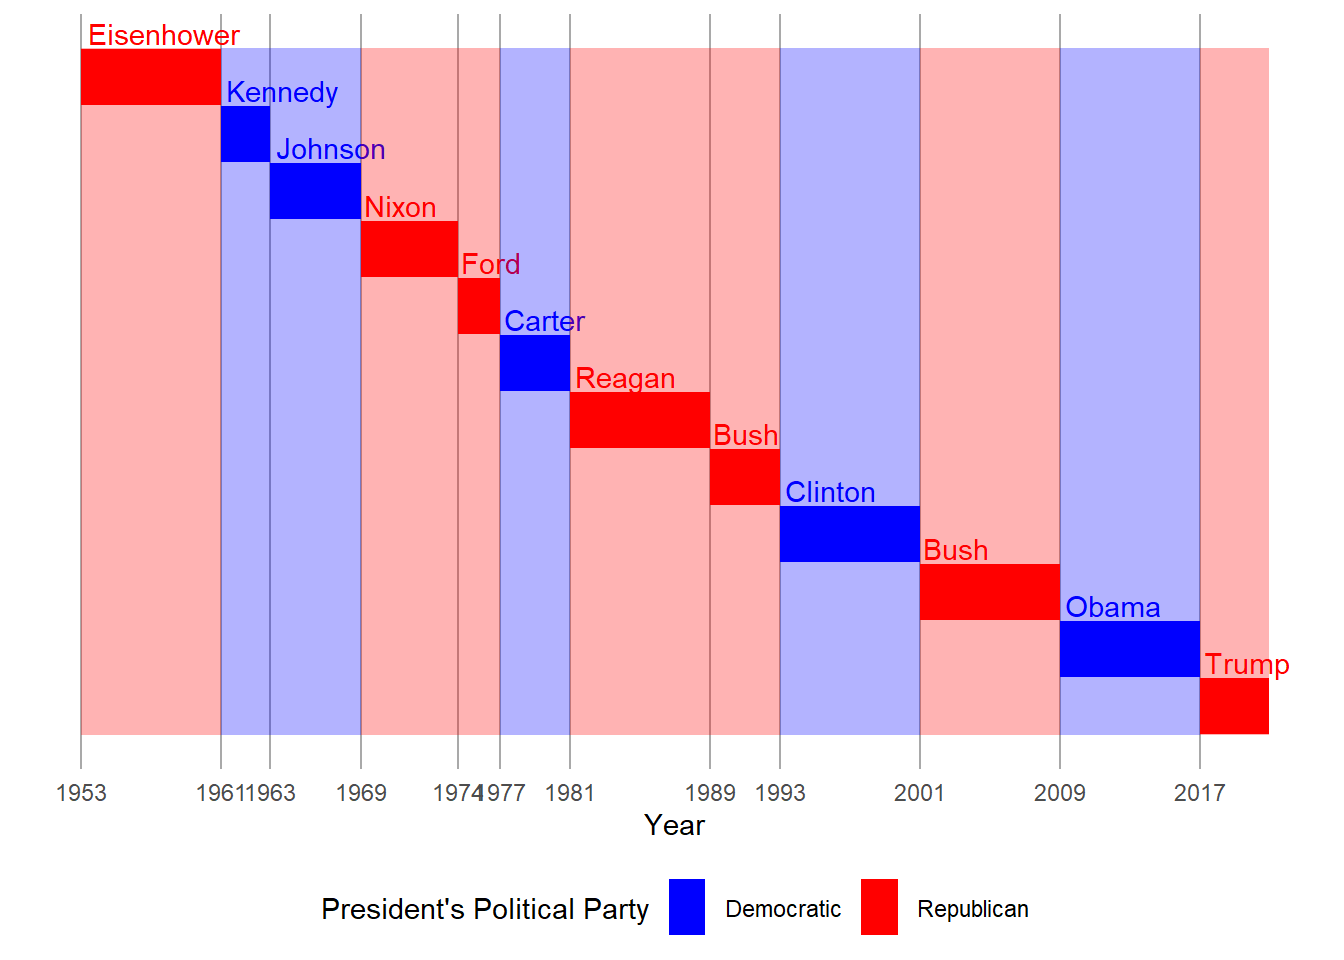 Eisenhower
Kennedy
Johnson
Nixon
Ford
Carter
Reagan
Bush
Clinton
Bush
Obama
Trump
1953 1961 1963 1969 1974 1977 1981 1989 1993 2001 2009 2017
Year
President's Political Party Democratic Republican